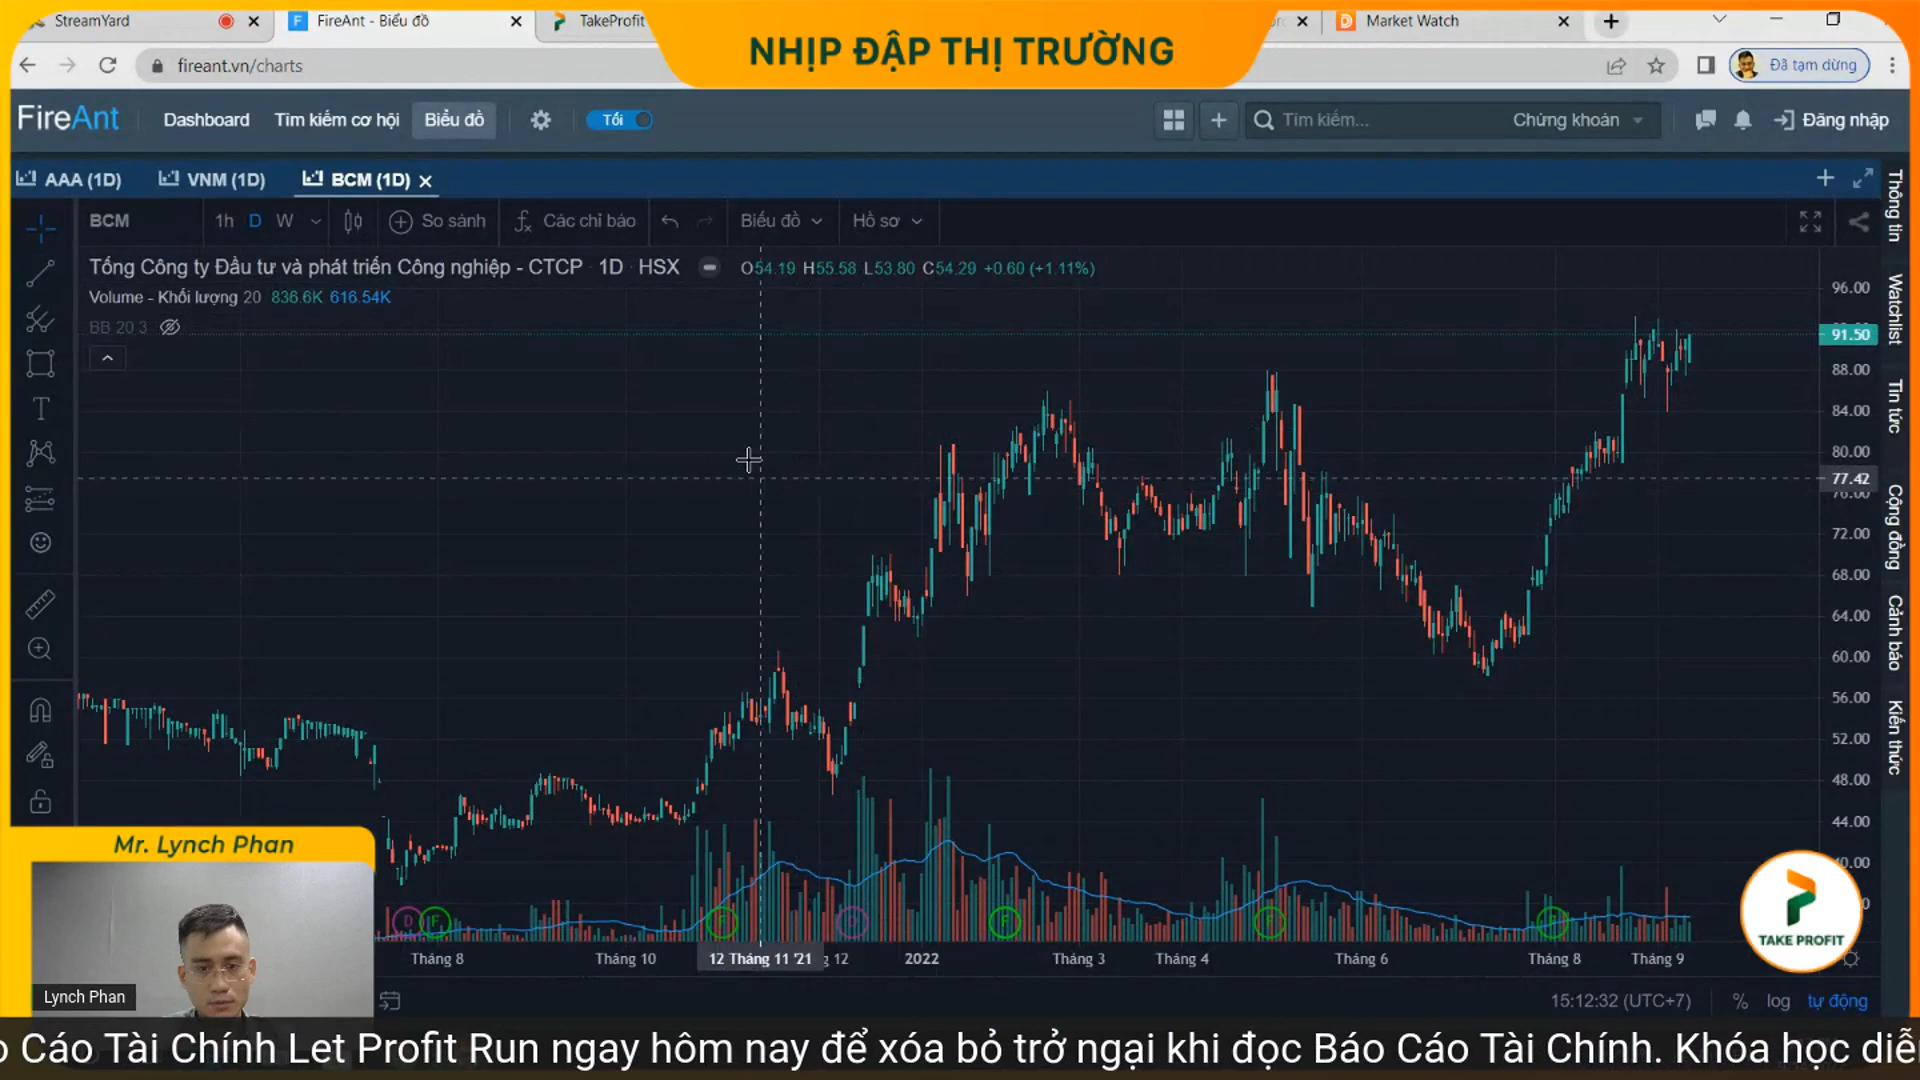 StreamYard
FireAnt - Biểu đồ
TakeProfit
Market Watch
NHỊP ĐẬP THỊ TRƯỜNG
fireant.vn/charts
Đã tạm dừng
FireAnt
Dashboard
Tìm kiếm cơ hội
Biểu đồ
Tối
Tìm kiếm...
Chứng khoán
Đăng nhập
AAA (1D)
VNM (1D)
BCM (1D)
BCM
1h
D
W
So sánh
Các chỉ báo
Biểu đồ
Hồ sơ
Tổng Công ty Đầu tư và phát triển Công nghiệp - CTCP · 1D · HSX
O54.19 H55.58 L53.80 C54.29 +0.60 (+1.11%)
Volume - Khối lượng 20 836.6K 616.54K
BB 20 3
96.00
91.50
88.00
84.00
80.00
77.42
76.00
72.00
68.00
64.00
60.00
56.00
52.00
48.00
44.00
Thông tin
Watchlist
Tin tức
Cộng đồng
Cảnh báo
Kiến thức
D
F
F
D
F
F
Tháng 8
Tháng 10
12 Tháng 11 '21
12
2022
Tháng 3
Tháng 4
Tháng 6
Tháng 8
Tháng 9
15:12:32 (UTC+7)
%
log
tự động
TAKE PROFIT
Mr. Lynch Phan
Lynch Phan
Cáo Tài Chính Let Profit Run ngay hôm nay để xóa bỏ trở ngại khi đọc Báo Cáo Tài Chính. Khóa học